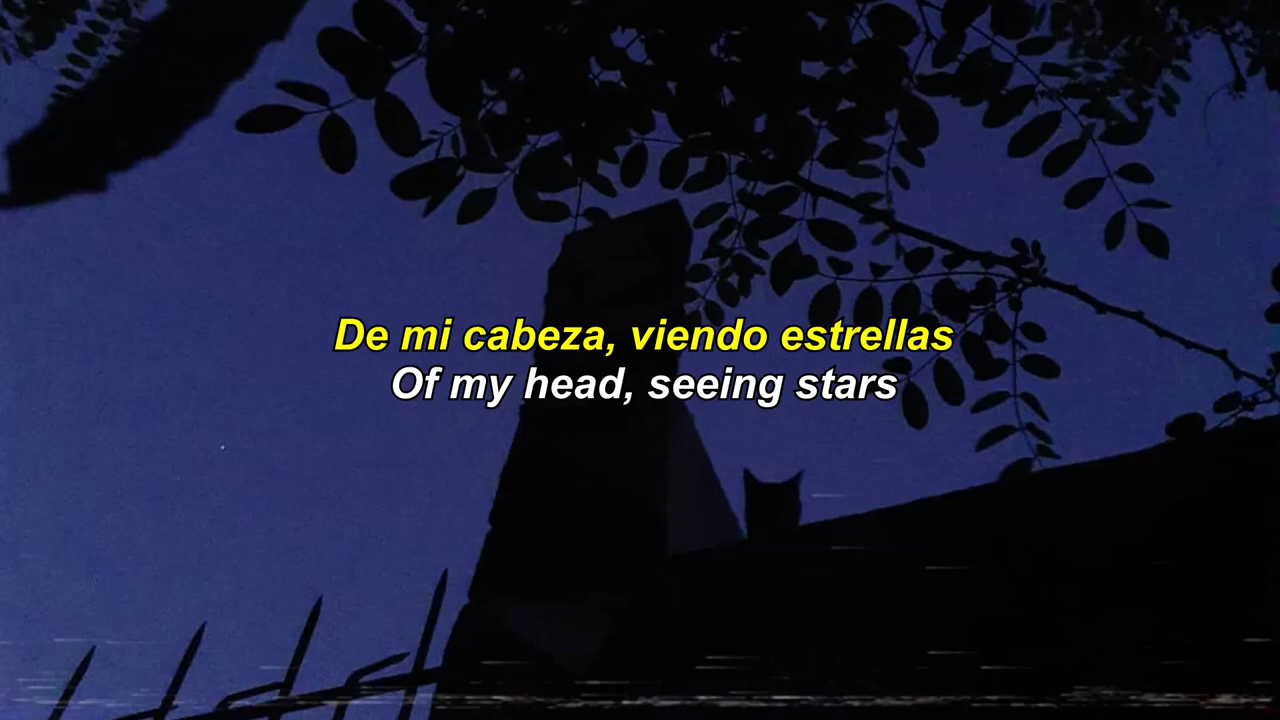 De mi cabeza, viendo estrellas
Of my head, seeing stars